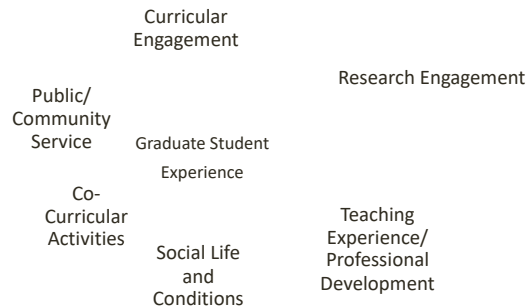 Curricular
Engagement
Research Engagement
Public/
Community
Service
Graduate Student
Experience
Co-
Curricular
Activities
Teaching
Experience/
Professional
Development
Social Life
and
Conditions